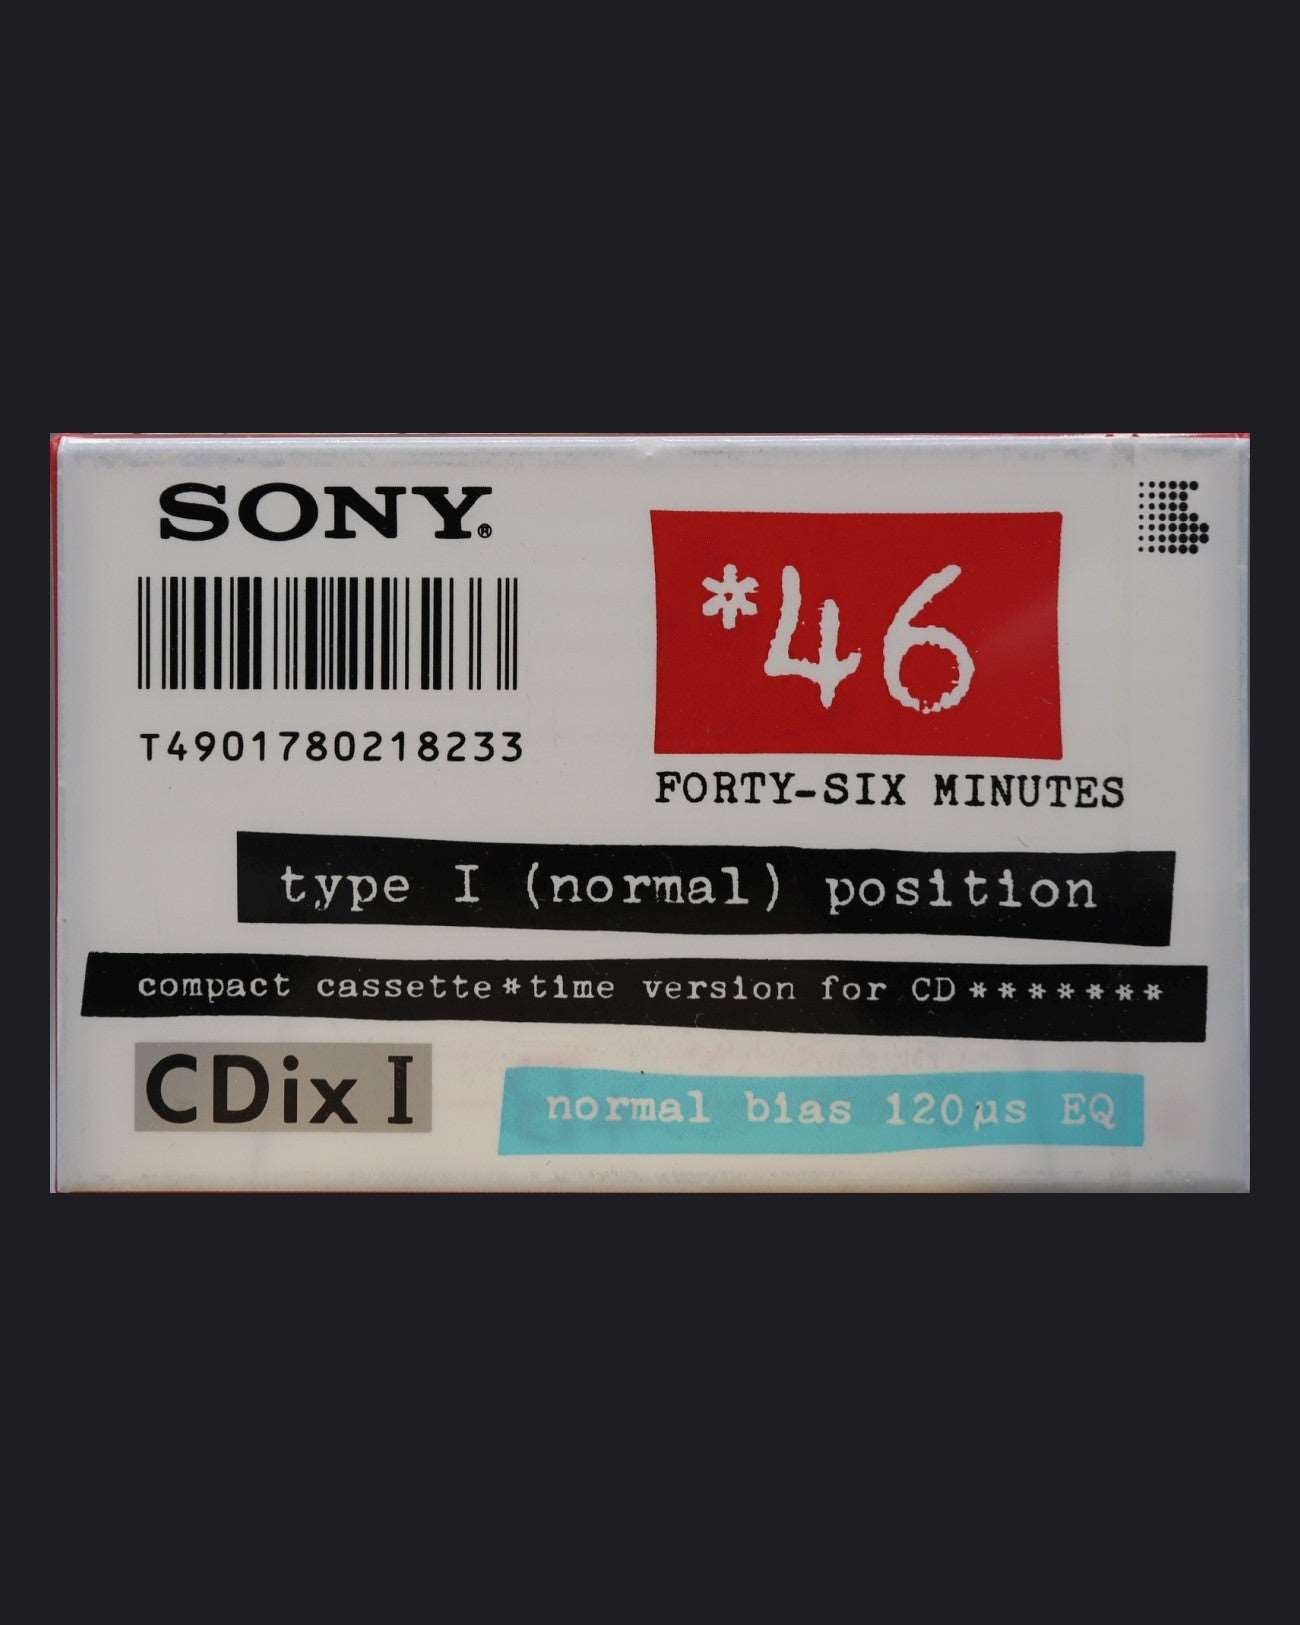 SONY®
T4901780218233
*46
FORTY-SIX MINUTES
type I (normal) position
compact cassette*time version for CD*******
CDix I
normal bias 120µs EQ